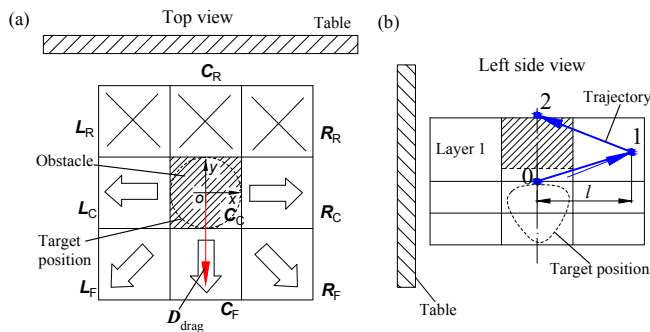 (a)
Top view
Table
C_R
L_R
R_R
Obstacle
y
o
x
L_C
C_C
R_C
Target
position
L_F
D_drag
C_F
R_F
(b)
Left side view
2
Trajectory
1
Layer 1
0
l
Target position
Table